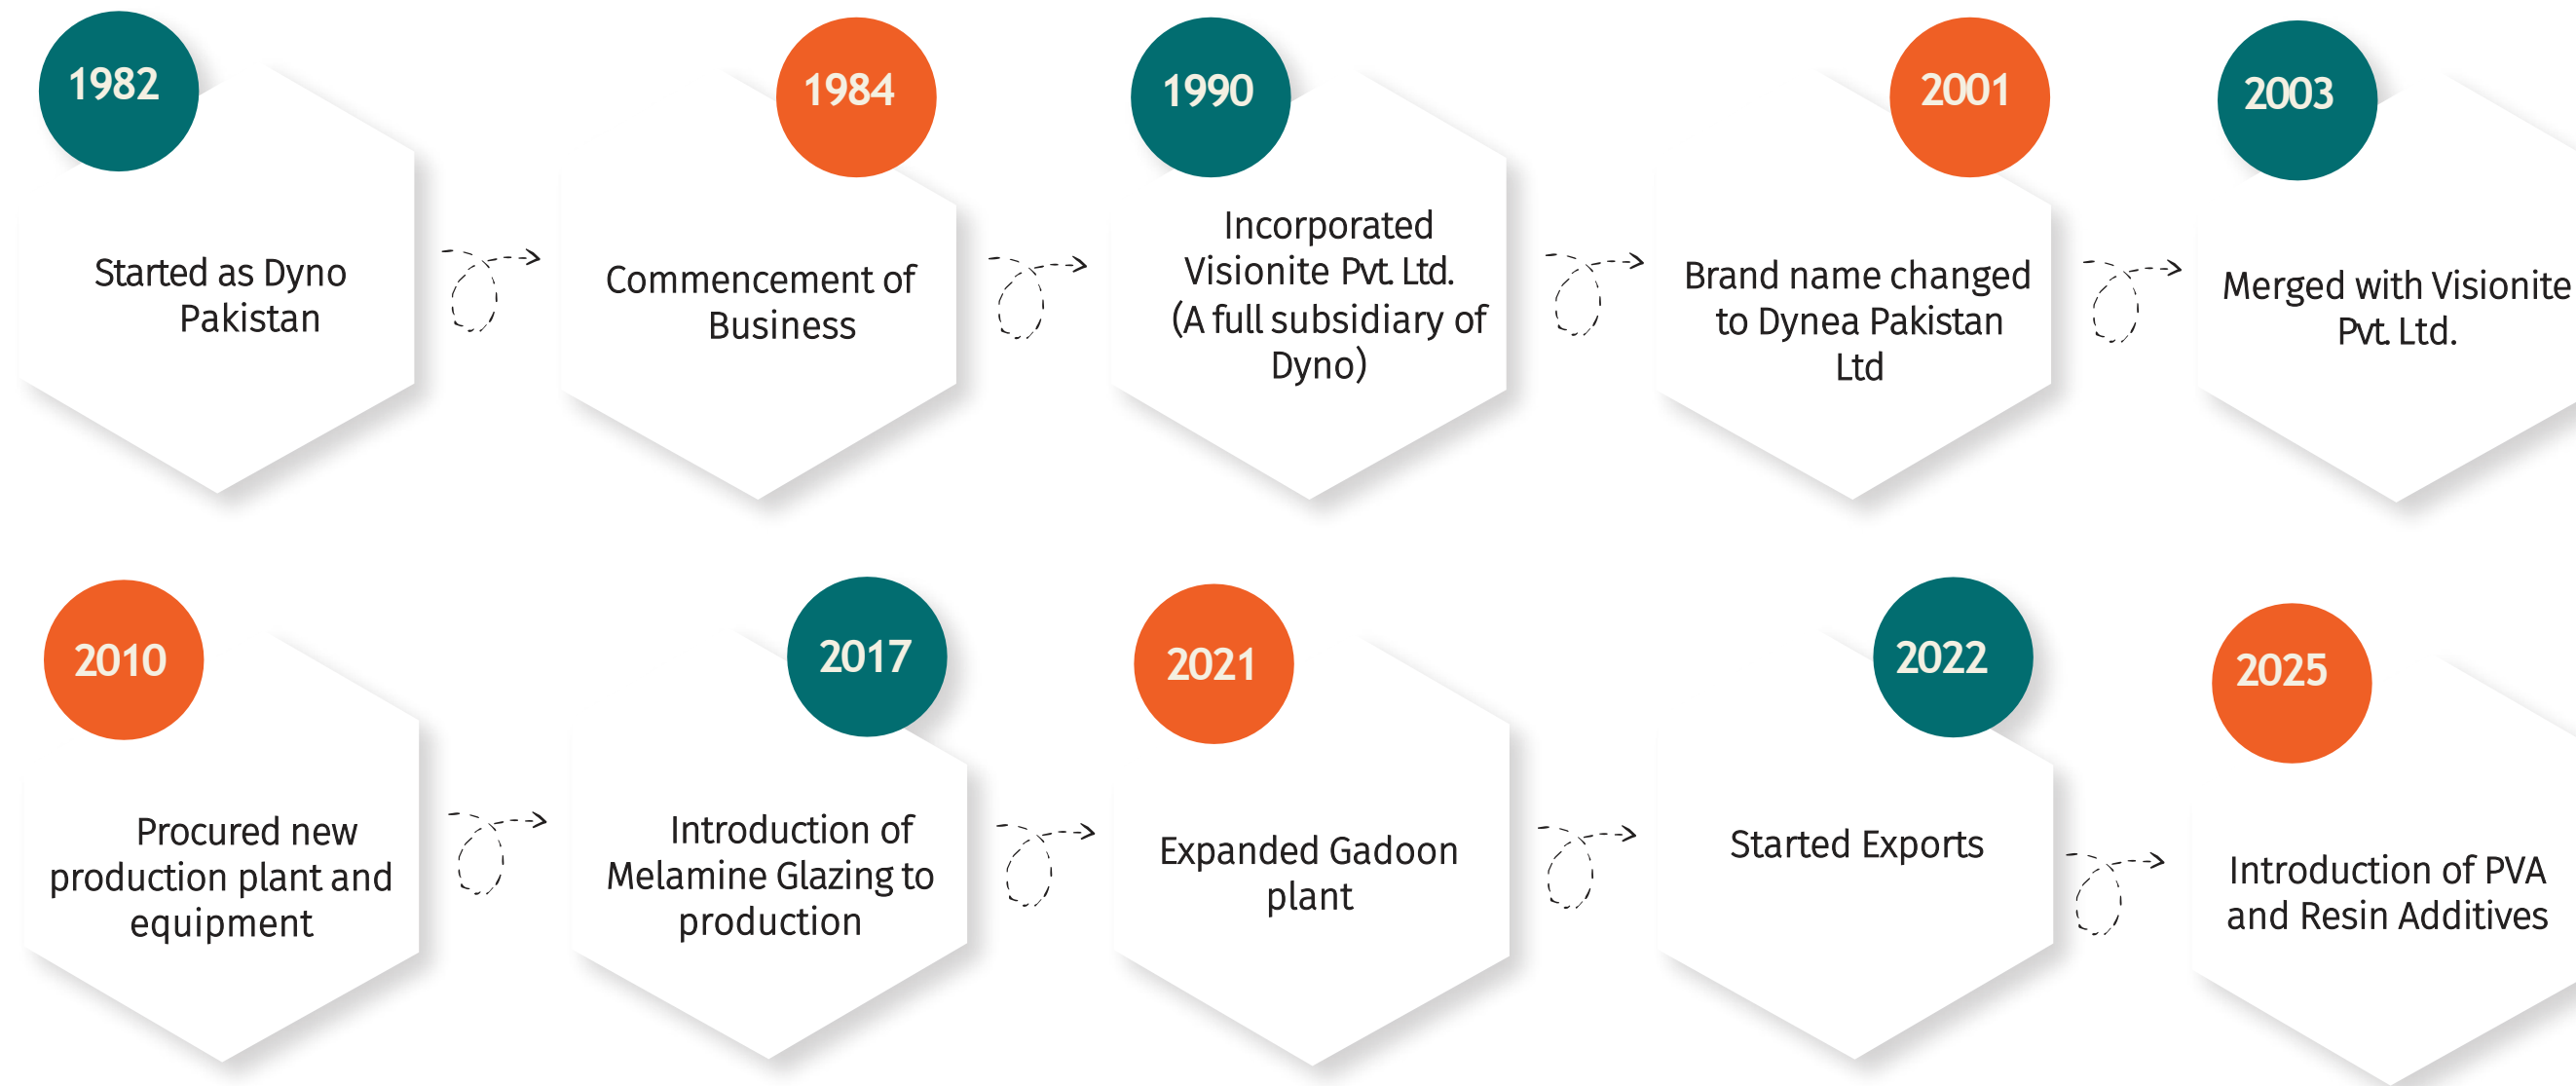 1982
Started as Dyno
Pakistan
1984
Commencement of
Business
1990
Incorporated
Visionite Pvt. Ltd.
(A full subsidiary of
Dyno)
2001
Brand name changed
to Dynea Pakistan
Ltd
2003
Merged with Visionite
Pvt. Ltd.
2010
Procured new
production plant and
equipment
2017
Introduction of
Melamine Glazing to
production
2021
Expanded Gadoon
plant
2022
Started Exports
2025
Introduction of PVA
and Resin Additives